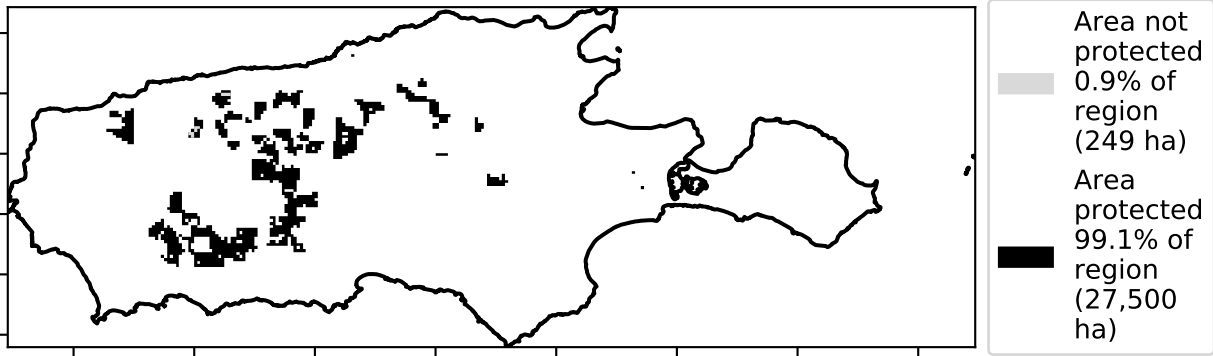 Area not
protected
0.9% of
region
(249 ha)
Area
protected
99.1% of
region
(27,500
ha)